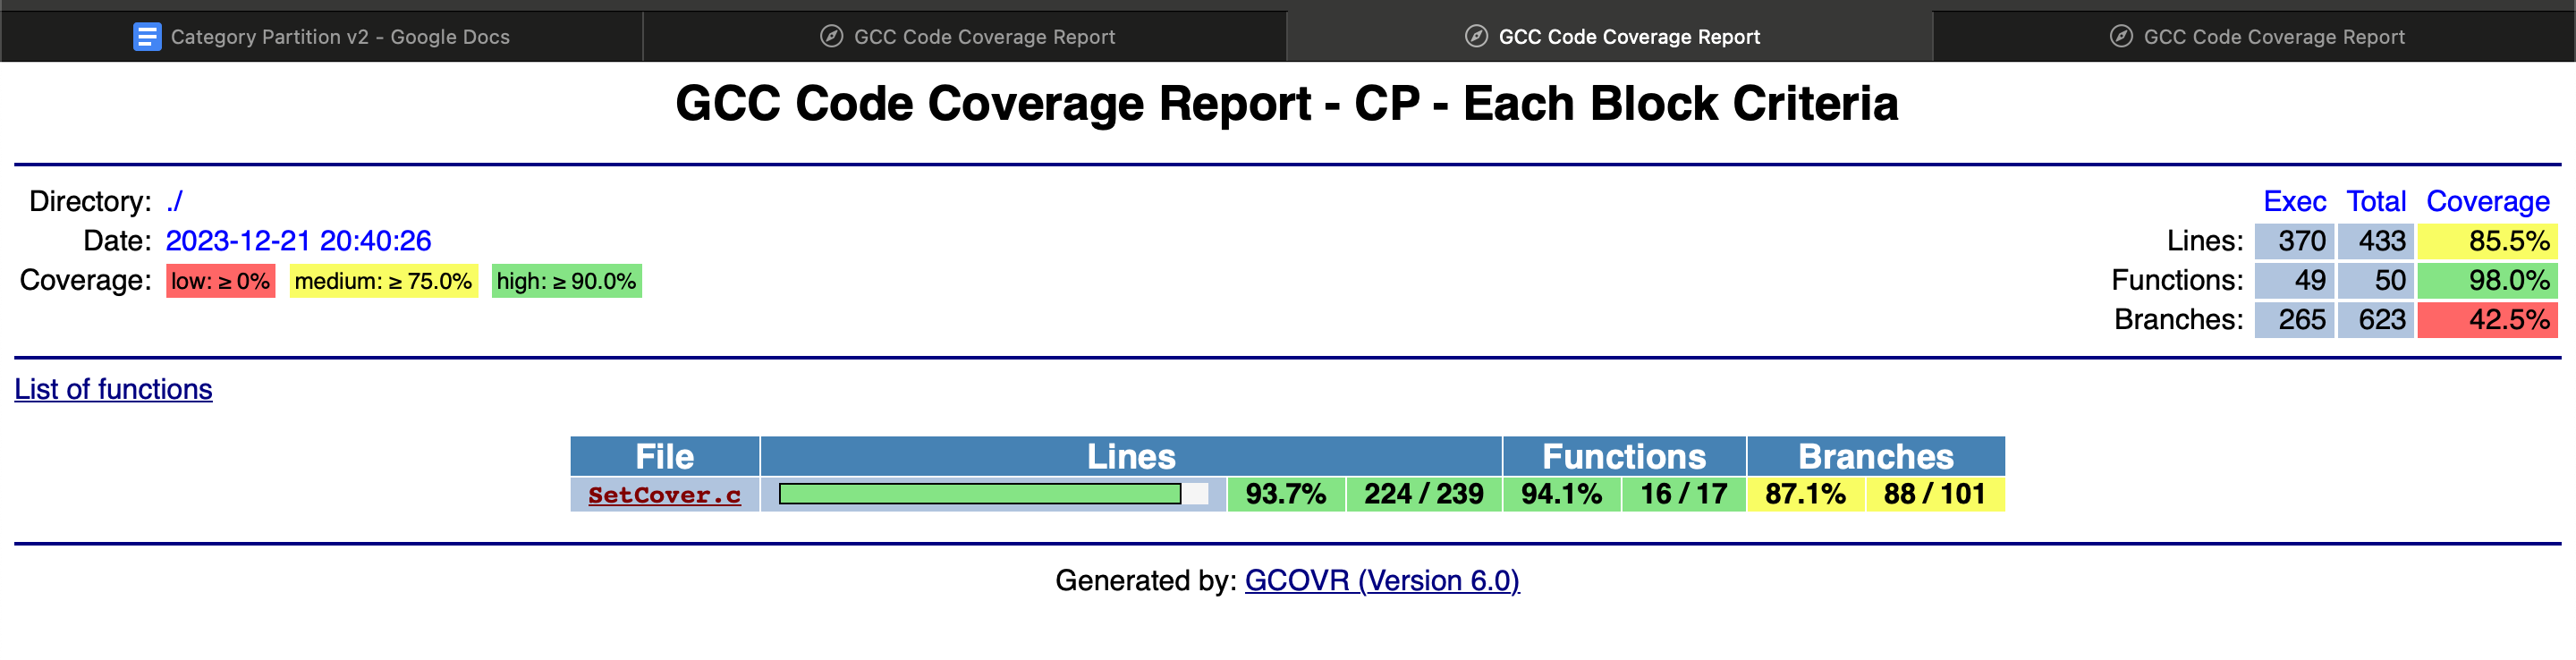 Category Partition v2 - Google Docs
GCC Code Coverage Report
GCC Code Coverage Report
GCC Code Coverage Report
GCC Code Coverage Report - CP - Each Block Criteria
Directory: ./
Date: 2023-12-21 20:40:26
Coverage: low: ≥ 0% medium: ≥ 75.0% high: ≥ 90.0%
Exec Total Coverage
Lines: 370 433 85.5%
Functions: 49 50 98.0%
Branches: 265 623 42.5%
List of functions
File Lines Functions Branches
SetCover.c 93.7% 224 / 239 94.1% 16 / 17 87.1% 88 / 101
Generated by: GCOVR (Version 6.0)